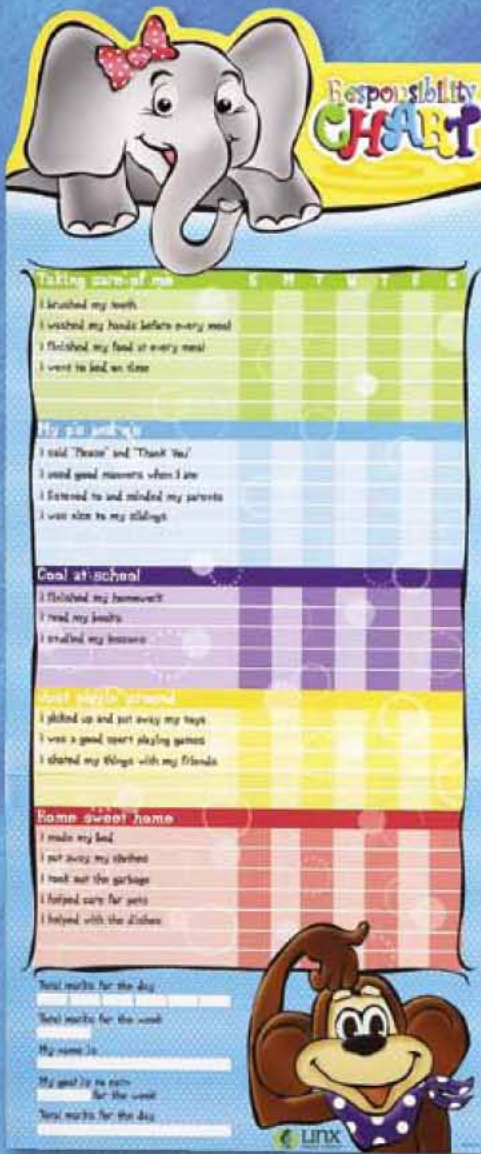 Responsibility
CHART
Taking care of me S M T W T F S
I brushed my teeth
I washed my hands before every meal
I finished my food at every meal
I went to bed on time
My p's and q's
I said "Please" and "Thank You"
I used good manners when I ate
I listened to and minded my parents
I was nice to my siblings
Cool at school
I finished my homework
I read my books
I studied my lessons
Just playin around
I picked up and put away my toys
I was a good sport playing games
I shared my things with my friends
Home sweet home
I made my bed
I put away my clothes
I took out the garbage
I helped care for pets
I helped with the dishes
Total marks for the day
Total marks for the week
My name is
My goal is to earn
for the week
Total marks for the day
LINX